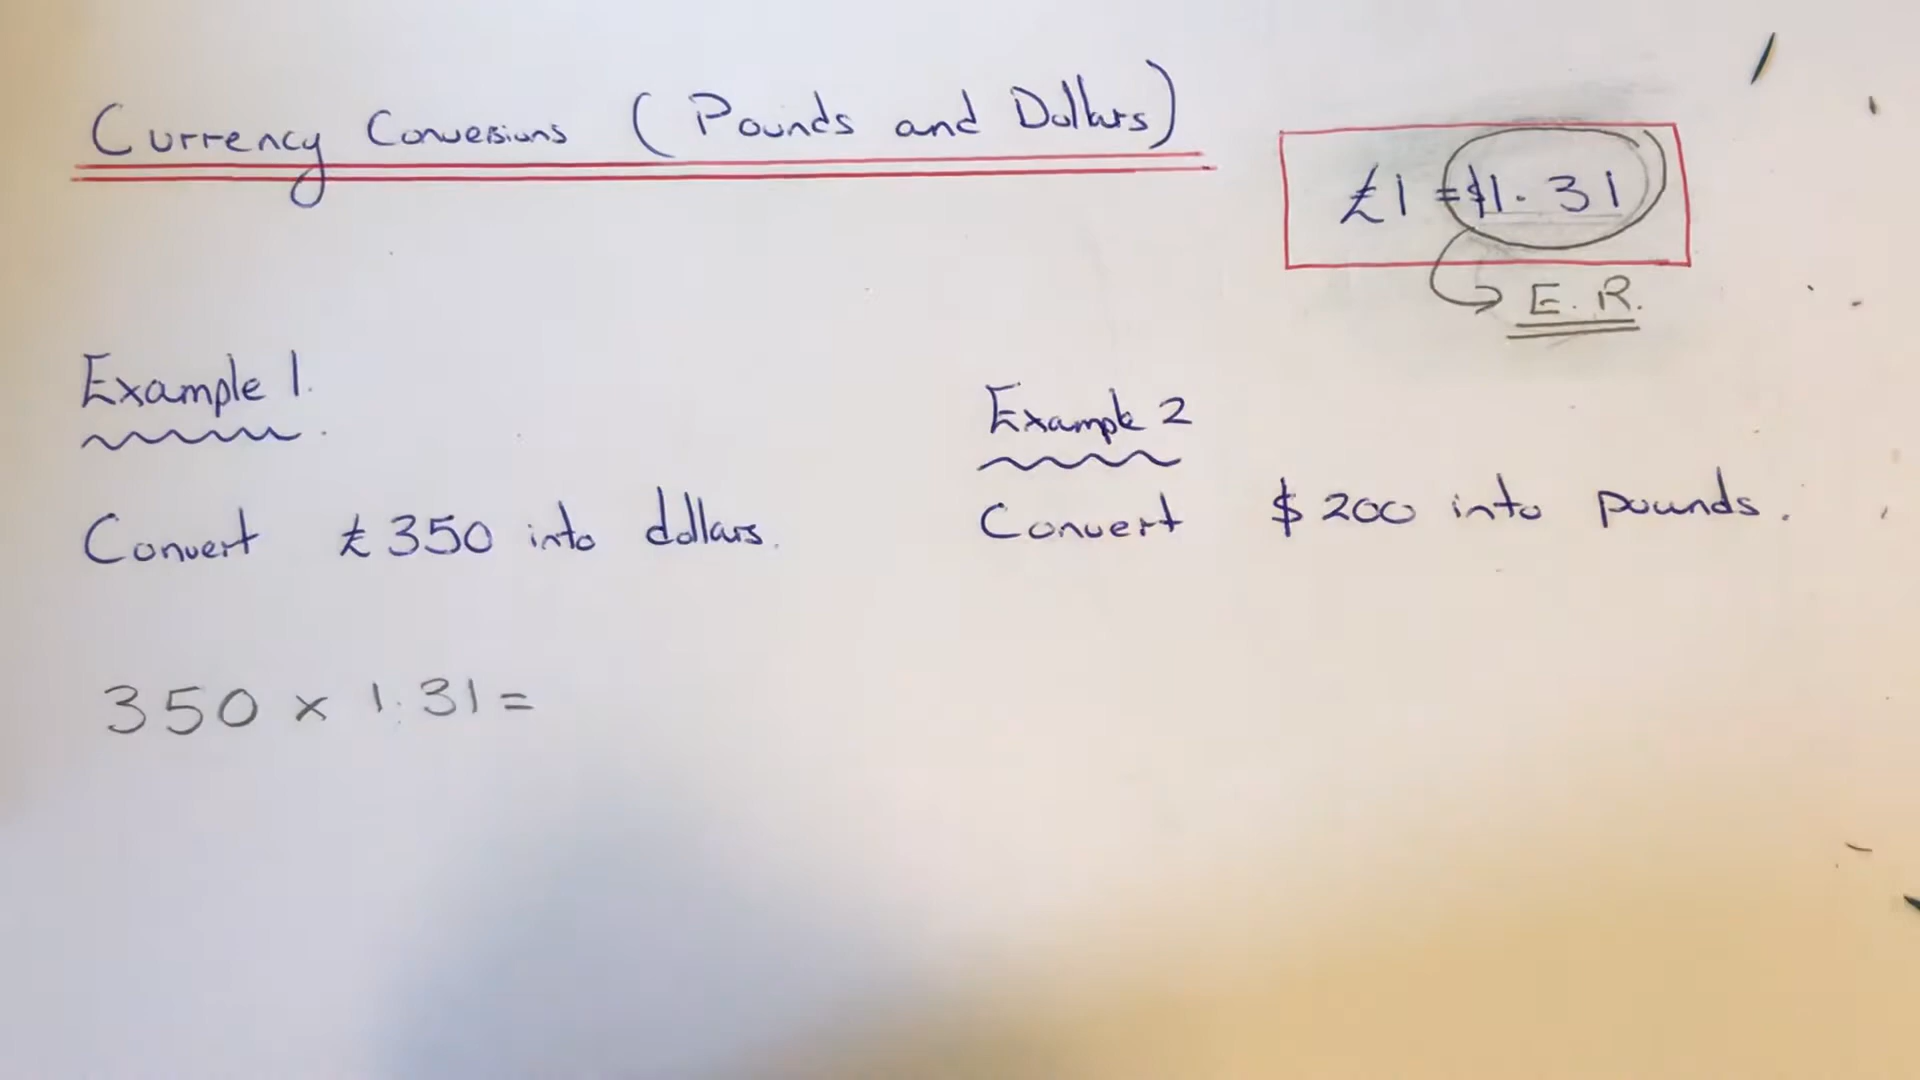 Currency Conversions (Pounds and Dollars)
£1 = $1.31
E.R.
Example 1.
Convert £350 into dollars.
350 x 1.31 =
Example 2
Convert $200 into pounds.